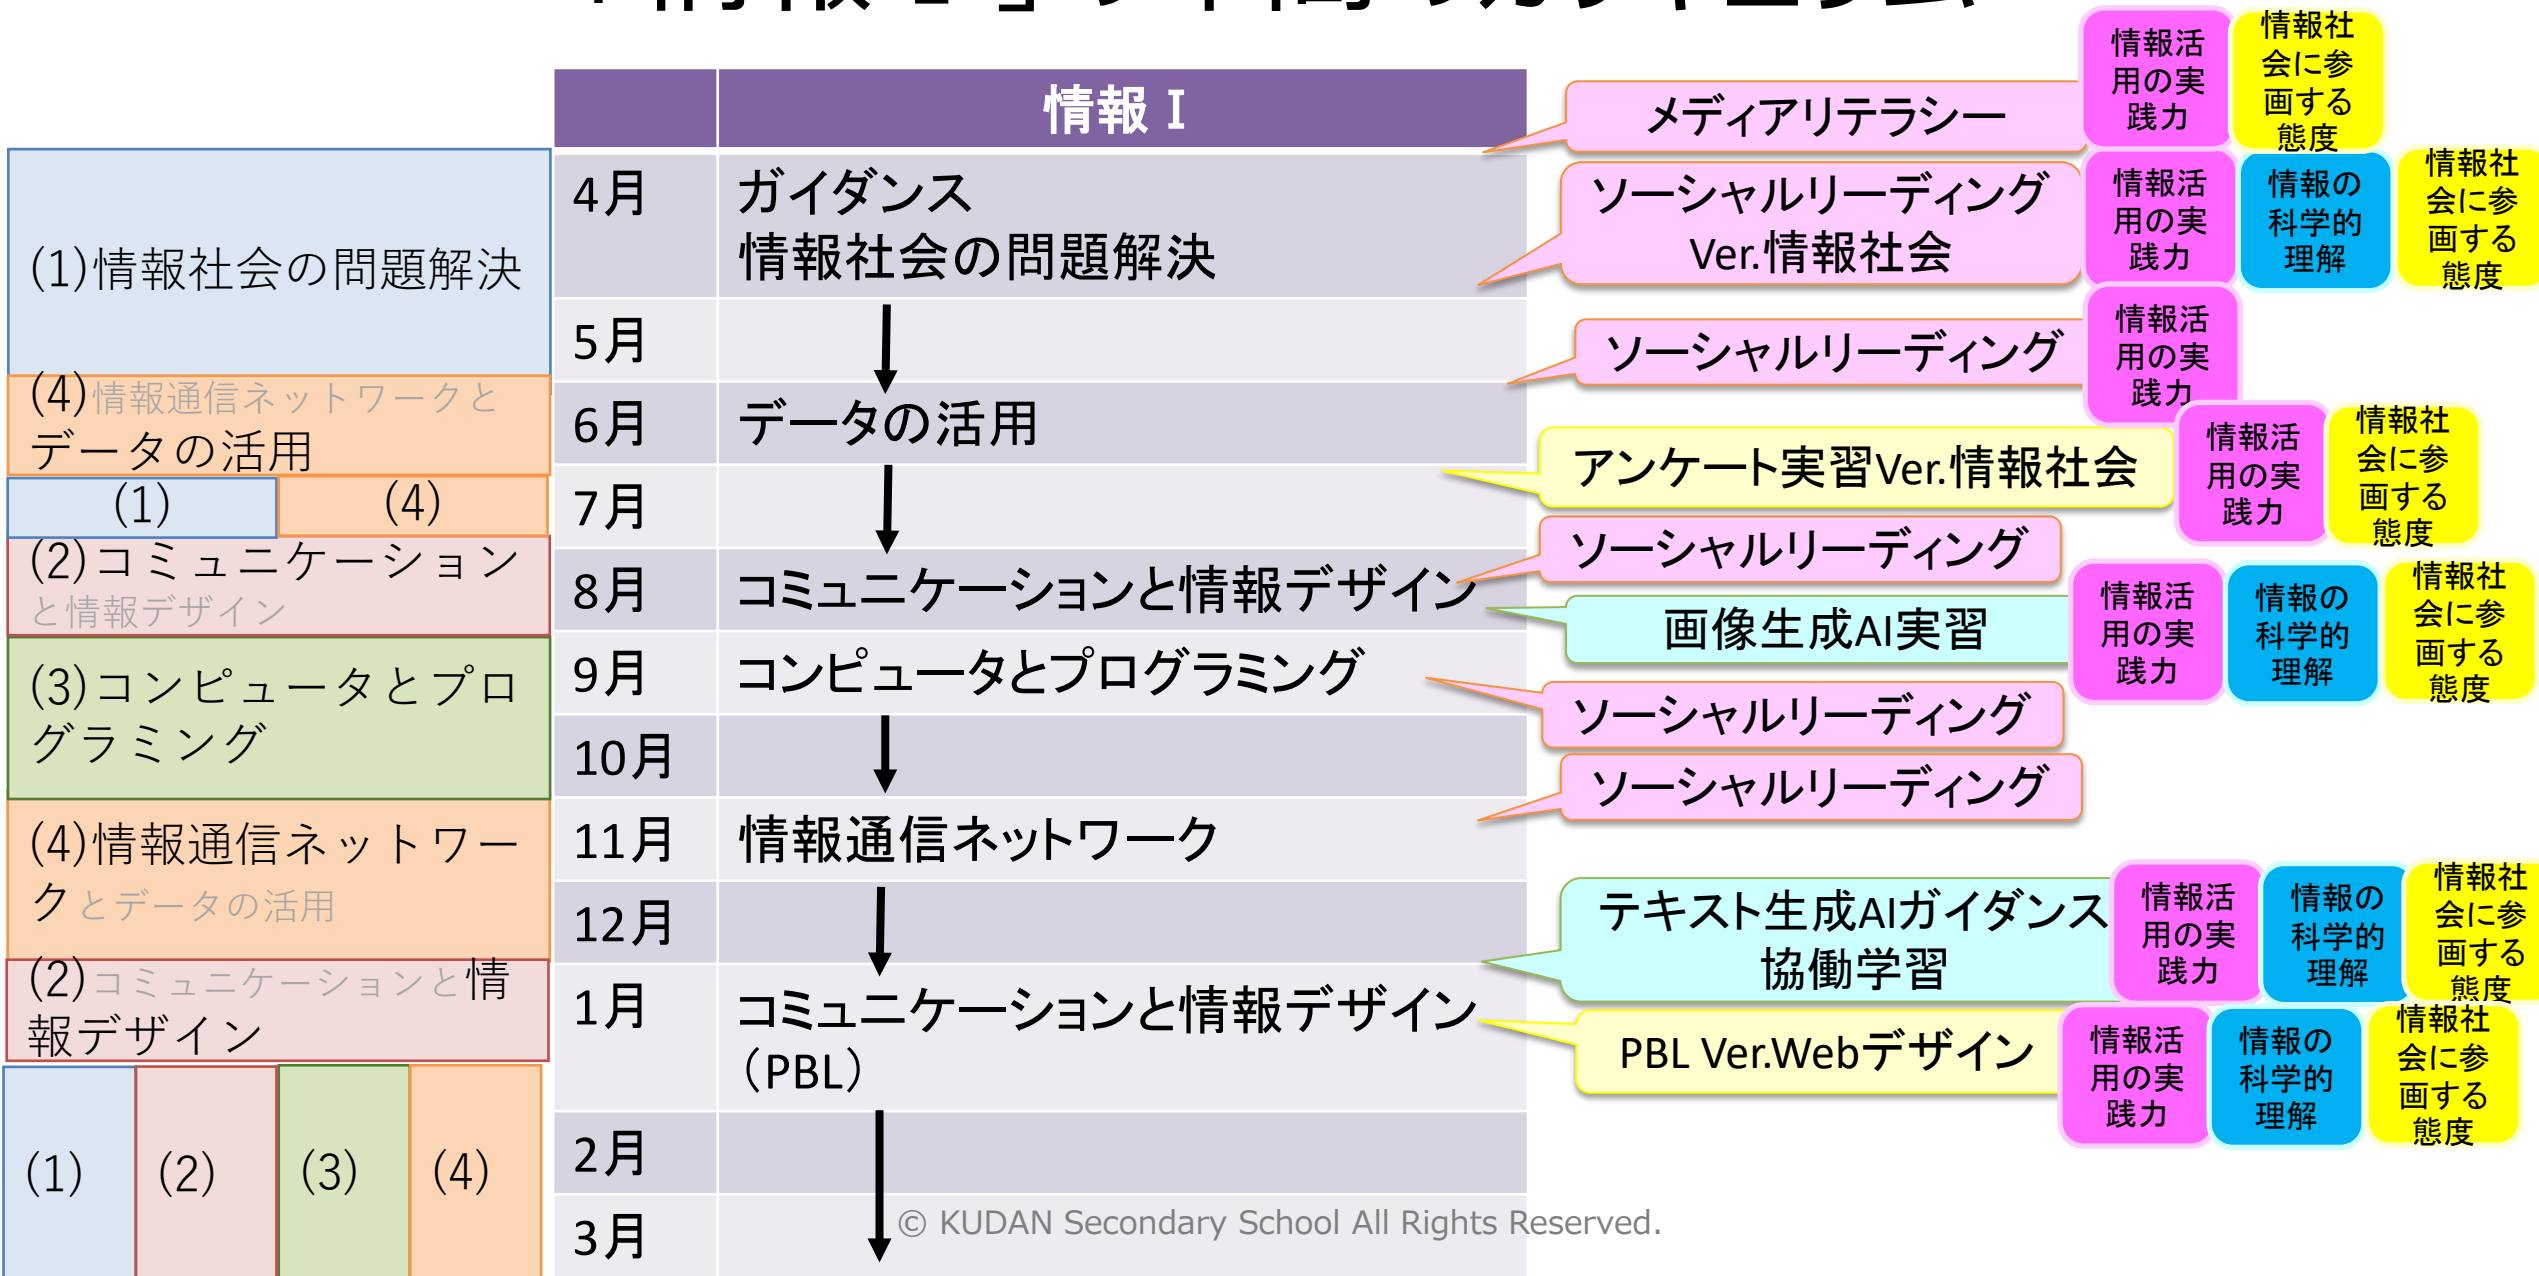 情報Ⅰ
(1)情報社会の問題解決
(4)情報通信ネットワークと
データの活用
(1)
(4)
(2)コミュニケーション
と情報デザイン
(3)コンピュータとプロ
グラミング
(4)情報通信ネットワー
クとデータの活用
(2)コミュニケーションと情
報デザイン
(1)
(2)
(3)
(4)
4月
ガイダンス
情報社会の問題解決
5月
6月
データの活用
7月
8月
コミュニケーションと情報デザイン
9月
コンピュータとプログラミング
10月
11月
情報通信ネットワーク
12月
1月
コミュニケーションと情報デザイン
（PBL）
2月
3月
メディアリテラシー
情報活
用の実
践力
情報社
会に参
画する
態度
ソーシャルリーディング
Ver.情報社会
情報活
用の実
践力
情報の
科学的
理解
情報社
会に参
画する
態度
ソーシャルリーディング
情報活
用の実
践力
アンケート実習Ver.情報社会
情報活
用の実
践力
情報社
会に参
画する
態度
ソーシャルリーディング
画像生成AI実習
情報活
用の実
践力
情報の
科学的
理解
情報社
会に参
画する
態度
ソーシャルリーディング
ソーシャルリーディング
テキスト生成AIガイダンス
協働学習
情報活
用の実
践力
情報の
科学的
理解
情報社
会に参
画する
態度
PBL Ver.Webデザイン
情報活
用の実
践力
情報の
科学的
理解
情報社
会に参
画する
態度
© KUDAN Secondary School All Rights Reserved.